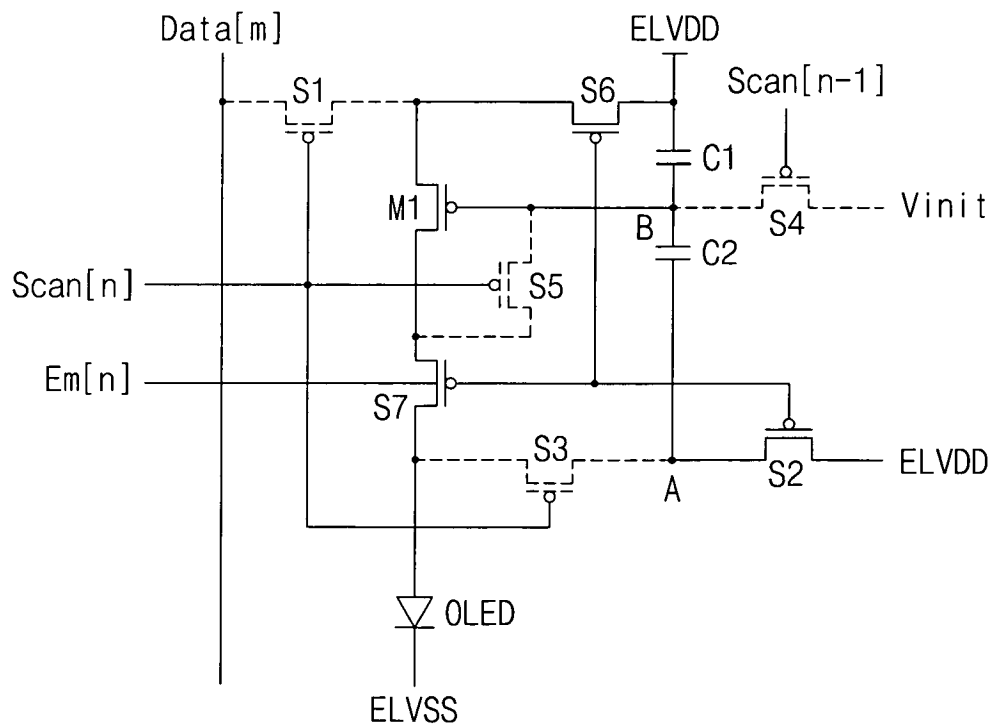 Data[m]
ELVDD
S1
S6
Scan[n-1]
C1
M1
B
S4
Vinit
C2
Scan[n]
S5
Em[n]
S7
S3
S2
ELVDD
A
OLED
ELVSS